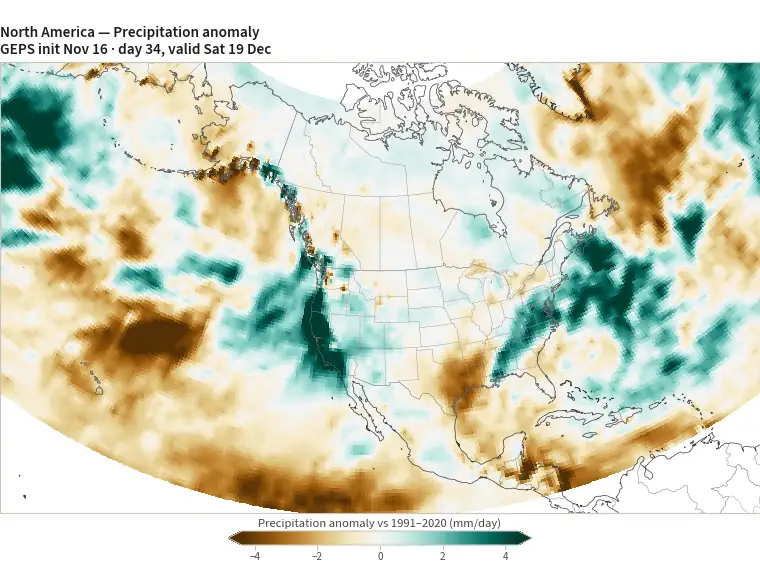 North America — Precipitation anomaly
GEPS init Nov 16 · day 34, valid Sat 19 Dec
Precipitation anomaly vs 1991–2020 (mm/day)
−4 −2 0 2 4